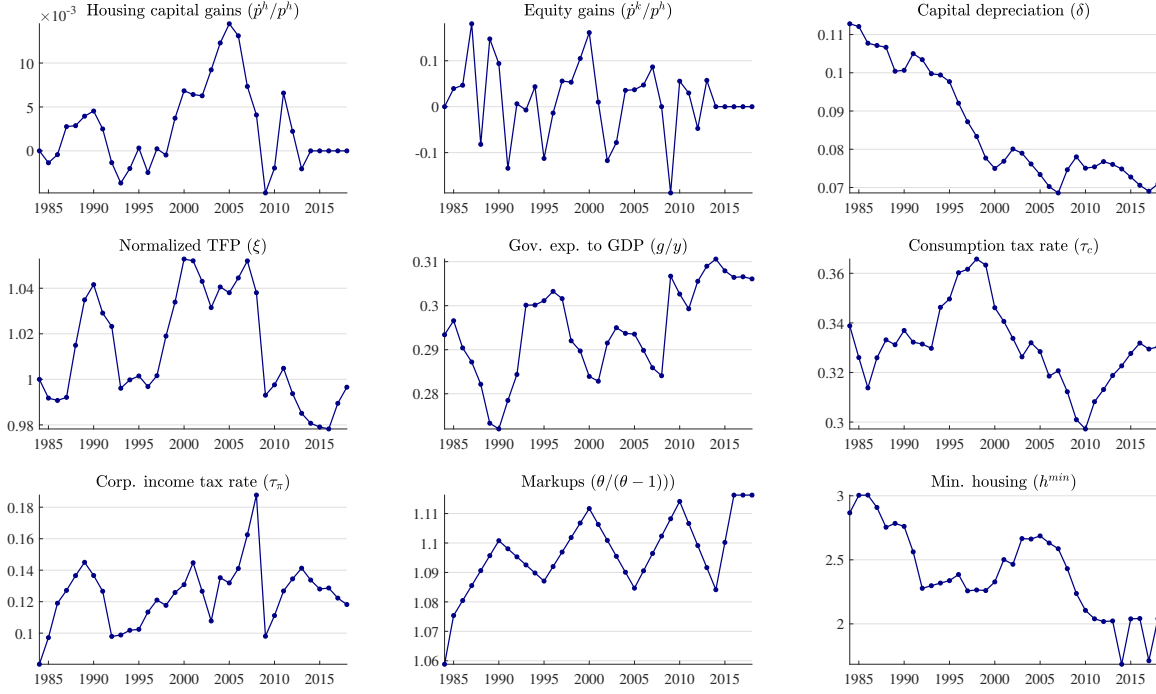 Housing capital gains (ṗʰ/pʰ)
×10⁻³
10
5
0
1985 1990 1995 2000 2005 2010 2015
Equity gains (ṗᵏ/pʰ)
0.1
0
-0.1
1985 1990 1995 2000 2005 2010 2015
Capital depreciation (δ)
0.11
0.1
0.09
0.08
0.07
1985 1990 1995 2000 2005 2010 2015
Normalized TFP (ξ)
1.04
1.02
1
0.98
1985 1990 1995 2000 2005 2010 2015
Gov. exp. to GDP (g/y)
0.31
0.3
0.29
0.28
1985 1990 1995 2000 2005 2010 2015
Consumption tax rate (τ_c)
0.36
0.34
0.32
0.3
1985 1990 1995 2000 2005 2010 2015
Corp. income tax rate (τ_π)
0.18
0.16
0.14
0.12
0.1
1985 1990 1995 2000 2005 2010 2015
Markups (θ/(θ − 1)))
1.11
1.1
1.09
1.08
1.07
1.06
1985 1990 1995 2000 2005 2010 2015
Min. housing (hᵐⁱⁿ)
3
2.5
2
1985 1990 1995 2000 2005 2010 2015